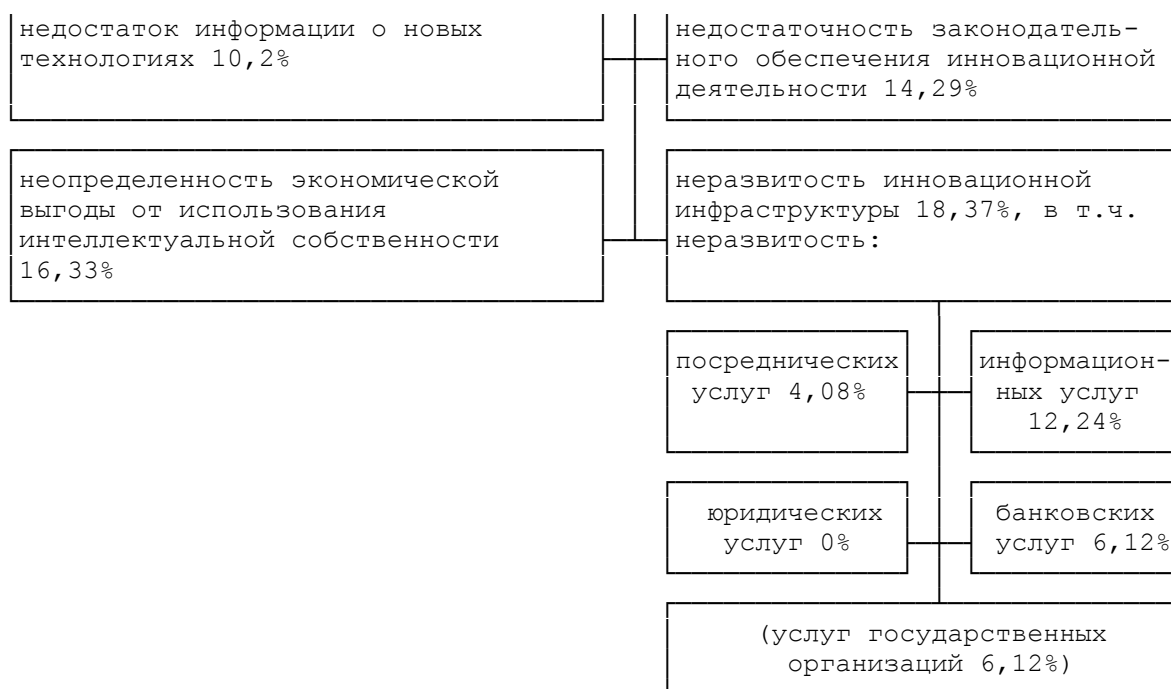 недостаток информации о новых
технологиях 10,2%
недостаточность законодатель-
ного обеспечения инновационной
деятельности 14,29%
неопределенность экономической
выгоды от использования
интеллектуальной собственности
16,33%
неразвитость инновационной
инфраструктуры 18,37%, в т.ч.
неразвитость:
посреднических
услуг 4,08%
информацион-
ных услуг
12,24%
юридических
услуг 0%
банковских
услуг 6,12%
(услуг государственных
организаций 6,12%)